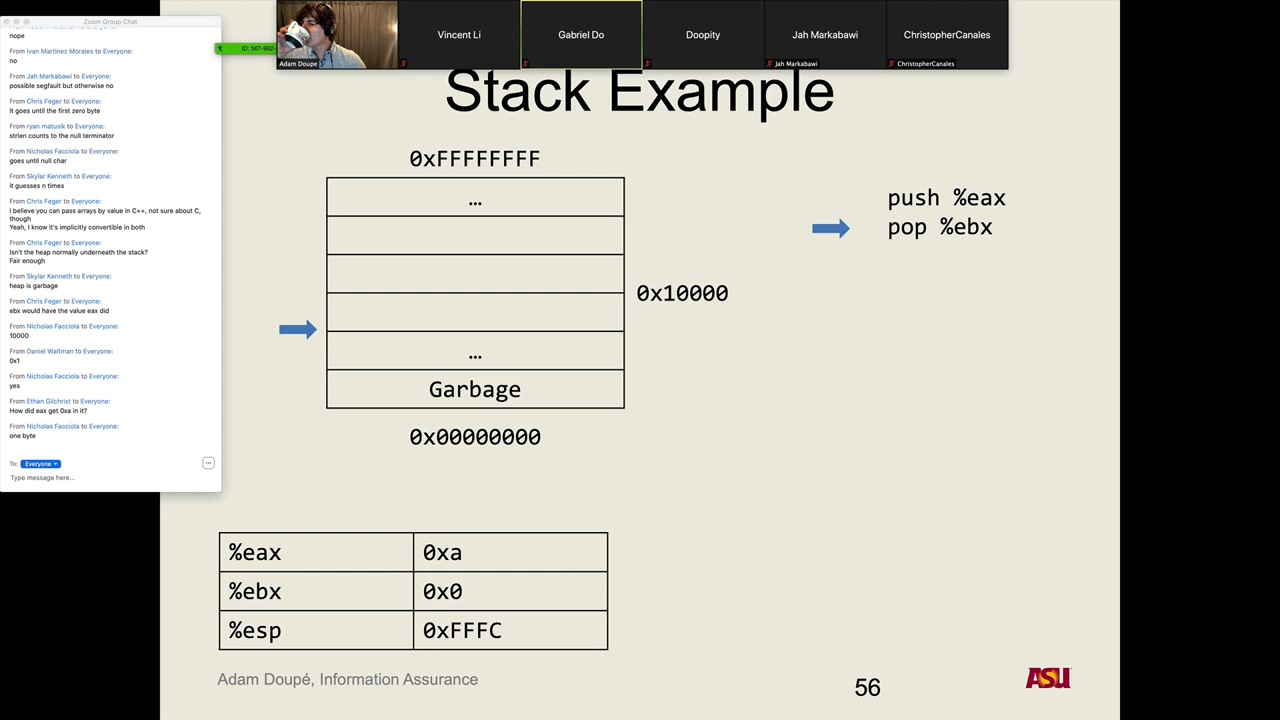 Zoom Group Chat
nope
From Ivan Martinez Morales to Everyone:
no
From Jah Markabawi to Everyone:
possible segfault but otherwise no
From Chris Feger to Everyone:
It goes until the first zero byte
From ryan matusik to Everyone:
strlen counts to the null terminator
From Nicholas Facciola to Everyone:
goes until null char
From Skylar Kenneth to Everyone:
it guesses n times
From Chris Feger to Everyone:
I believe you can pass arrays by value in C++, not sure about C,
though
Yeah, I know it's implicitly convertible in both
From Chris Feger to Everyone:
Isn't the heap normally underneath the stack?
Fair enough
From Skylar Kenneth to Everyone:
heap is garbage
From Chris Feger to Everyone:
ebx would have the value eax did
From Nicholas Facciola to Everyone:
10000
From Daniel Waltman to Everyone:
0x1
From Nicholas Facciola to Everyone:
yes
From Ethan Gilchrist to Everyone:
How did eax get 0xa in it?
From Nicholas Facciola to Everyone:
one byte
To: Everyone
Type message here...
ID: 567-992-
Adam Doupe
Vincent Li
Gabriel Do
Doopity
Jah Markabawi
Jah Markabawi
ChristopherCanales
ChristopherCanales
Stack Example
0xFFFFFFFF
...
0x10000
...
Garbage
0x00000000
push %eax
pop %ebx
%eax 0xa
%ebx 0x0
%esp 0xFFFC
Adam Doupé, Information Assurance
56
ASU